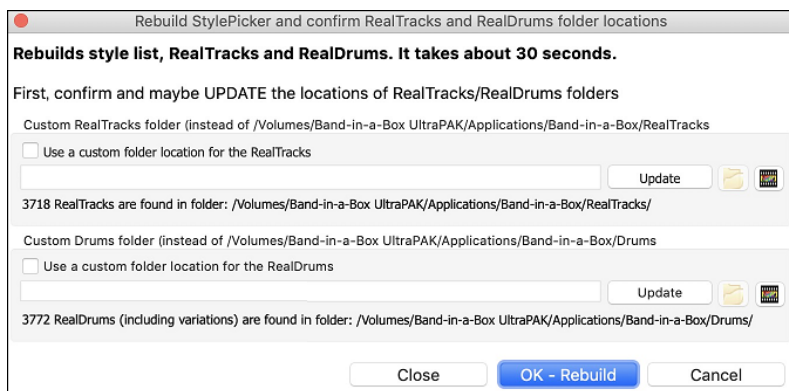 Rebuild StylePicker and confirm RealTracks and RealDrums folder locations
Rebuilds style list, RealTracks and RealDrums. It takes about 30 seconds.
First, confirm and maybe UPDATE the locations of RealTracks/RealDrums folders
Custom RealTracks folder (instead of /Volumes/Band-in-a-Box UltraPAK/Applications/Band-in-a-Box/RealTracks
Use a custom folder location for the RealTracks
Update
3718 RealTracks are found in folder: /Volumes/Band-in-a-Box UltraPAK/Applications/Band-in-a-Box/RealTracks/
Custom Drums folder (instead of /Volumes/Band-in-a-Box UltraPAK/Applications/Band-in-a-Box/Drums
Use a custom folder location for the RealDrums
Update
3772 RealDrums (including variations) are found in folder: /Volumes/Band-in-a-Box UltraPAK/Applications/Band-in-a-Box/Drums/
Close OK - Rebuild Cancel